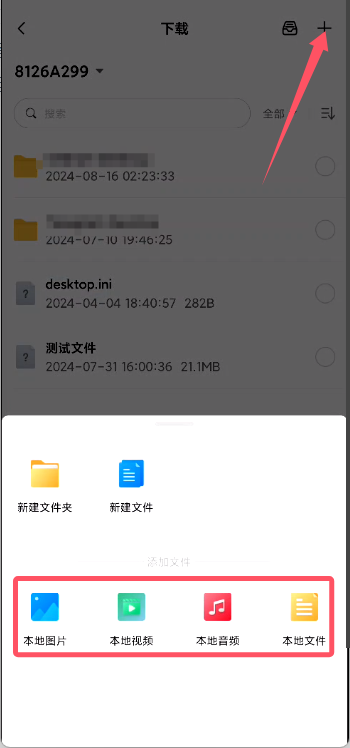 下载
8126A299
搜索
全部
2024-08-16 02:23:33
2024-07-10 19:46:25
desktop.ini
2024-04-04 18:40:57 282B
测试文件
2024-07-31 16:00:36 21.1MB
新建文件夹 新建文件
添加文件
本地图片 本地视频 本地音频 本地文件